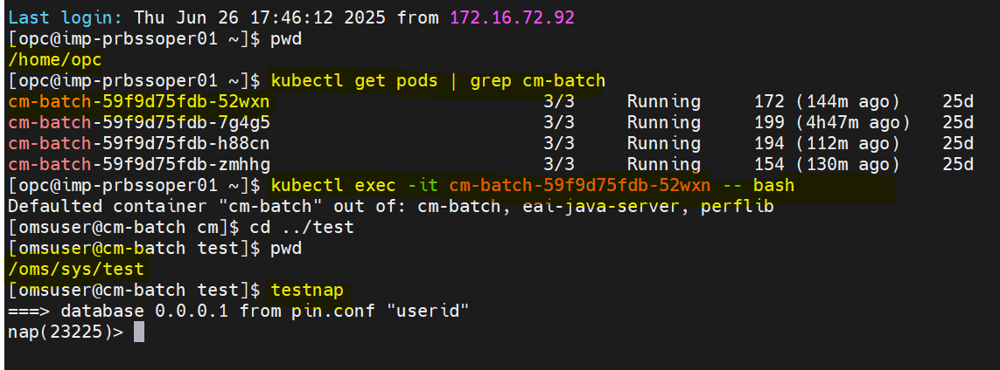 Last login: Thu Jun 26 17:46:12 2025 from 172.16.72.92
[opc@imp-prbssoper01 ~]$ pwd
/home/opc
[opc@imp-prbssoper01 ~]$ kubectl get pods | grep cm-batch
cm-batch-59f9d75fdb-52wxn 3/3 Running 172 (144m ago) 25d
cm-batch-59f9d75fdb-7g4g5 3/3 Running 199 (4h47m ago) 25d
cm-batch-59f9d75fdb-h88cn 3/3 Running 194 (112m ago) 25d
cm-batch-59f9d75fdb-zmhhg 3/3 Running 154 (130m ago) 25d
[opc@imp-prbssoper01 ~]$ kubectl exec -it cm-batch-59f9d75fdb-52wxn -- bash
Defaulted container "cm-batch" out of: cm-batch, eai-java-server, perflib
[omsuser@cm-batch cm]$ cd ../test
[omsuser@cm-batch test]$ pwd
/oms/sys/test
[omsuser@cm-batch test]$ testnap
===> database 0.0.0.1 from pin.conf "userid"
nap(23225)>